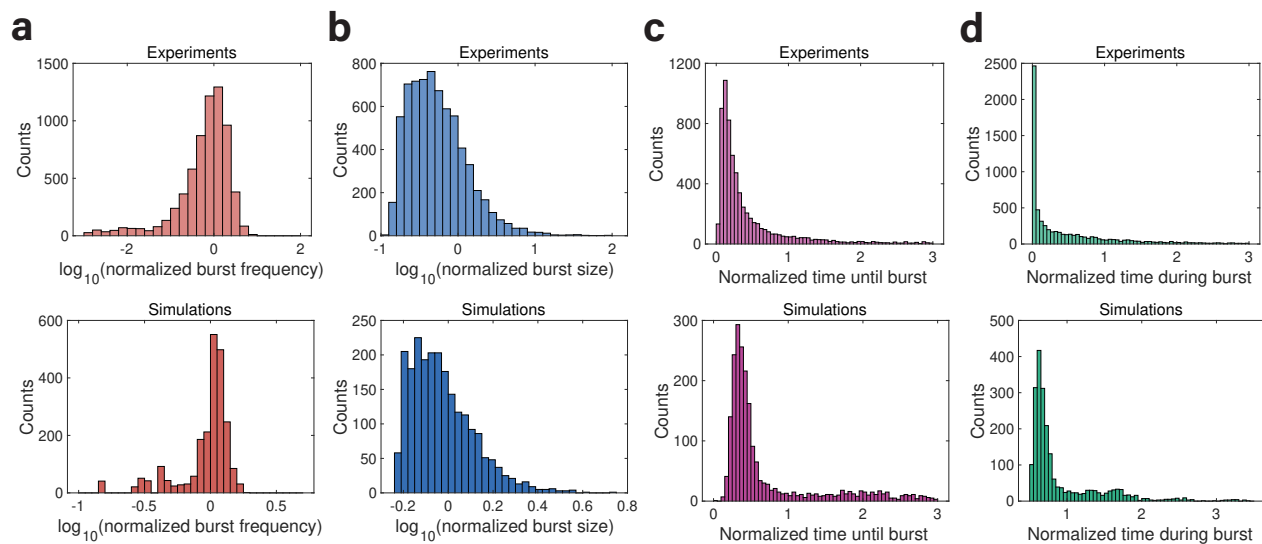 a
Experiments
1500
1000
500
0
Counts
-2
0
2
log10(normalized burst frequency)
Simulations
600
400
200
0
Counts
-1
-0.5
0
0.5
log10(normalized burst frequency)
b
Experiments
800
600
400
200
0
Counts
-1
0
1
2
log10(normalized burst size)
Simulations
250
200
150
100
50
0
Counts
-0.2
0
0.2
0.4
0.6
0.8
log10(normalized burst size)
c
Experiments
1200
800
400
0
Counts
0
1
2
3
Normalized time until burst
Simulations
300
200
100
0
Counts
0
1
2
3
Normalized time until burst
d
Experiments
2500
2000
1500
1000
500
0
Counts
0
1
2
3
Normalized time during burst
Simulations
500
400
300
200
100
0
Counts
1
2
3
Normalized time during burst